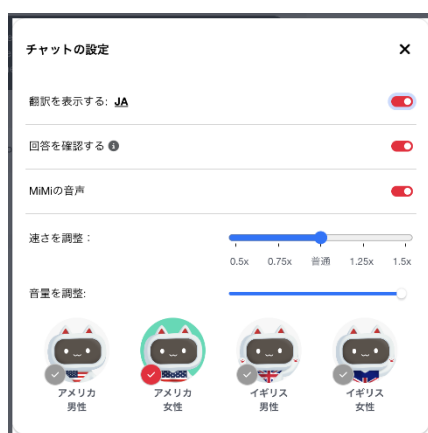 チャットの設定
翻訳を表示する: JA
回答を確認する
MiMiの音声
速さを調整：
0.5x 0.75x 普通 1.25x 1.5x
音量を調整:
アメリカ
男性
アメリカ
女性
イギリス
男性
イギリス
女性